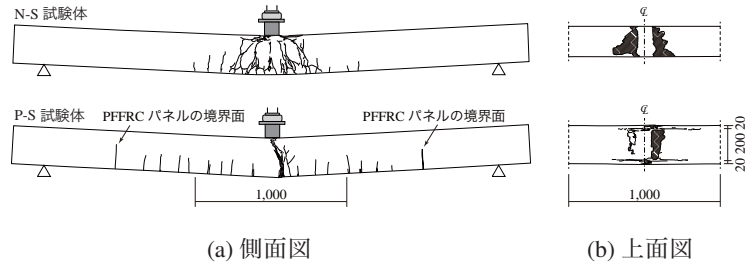 N-S 試験体
℄
P-S 試験体
PFFRC パネルの境界面
PFFRC パネルの境界面
℄
20
200
20
1,000
1,000
(a) 側面図
(b) 上面図